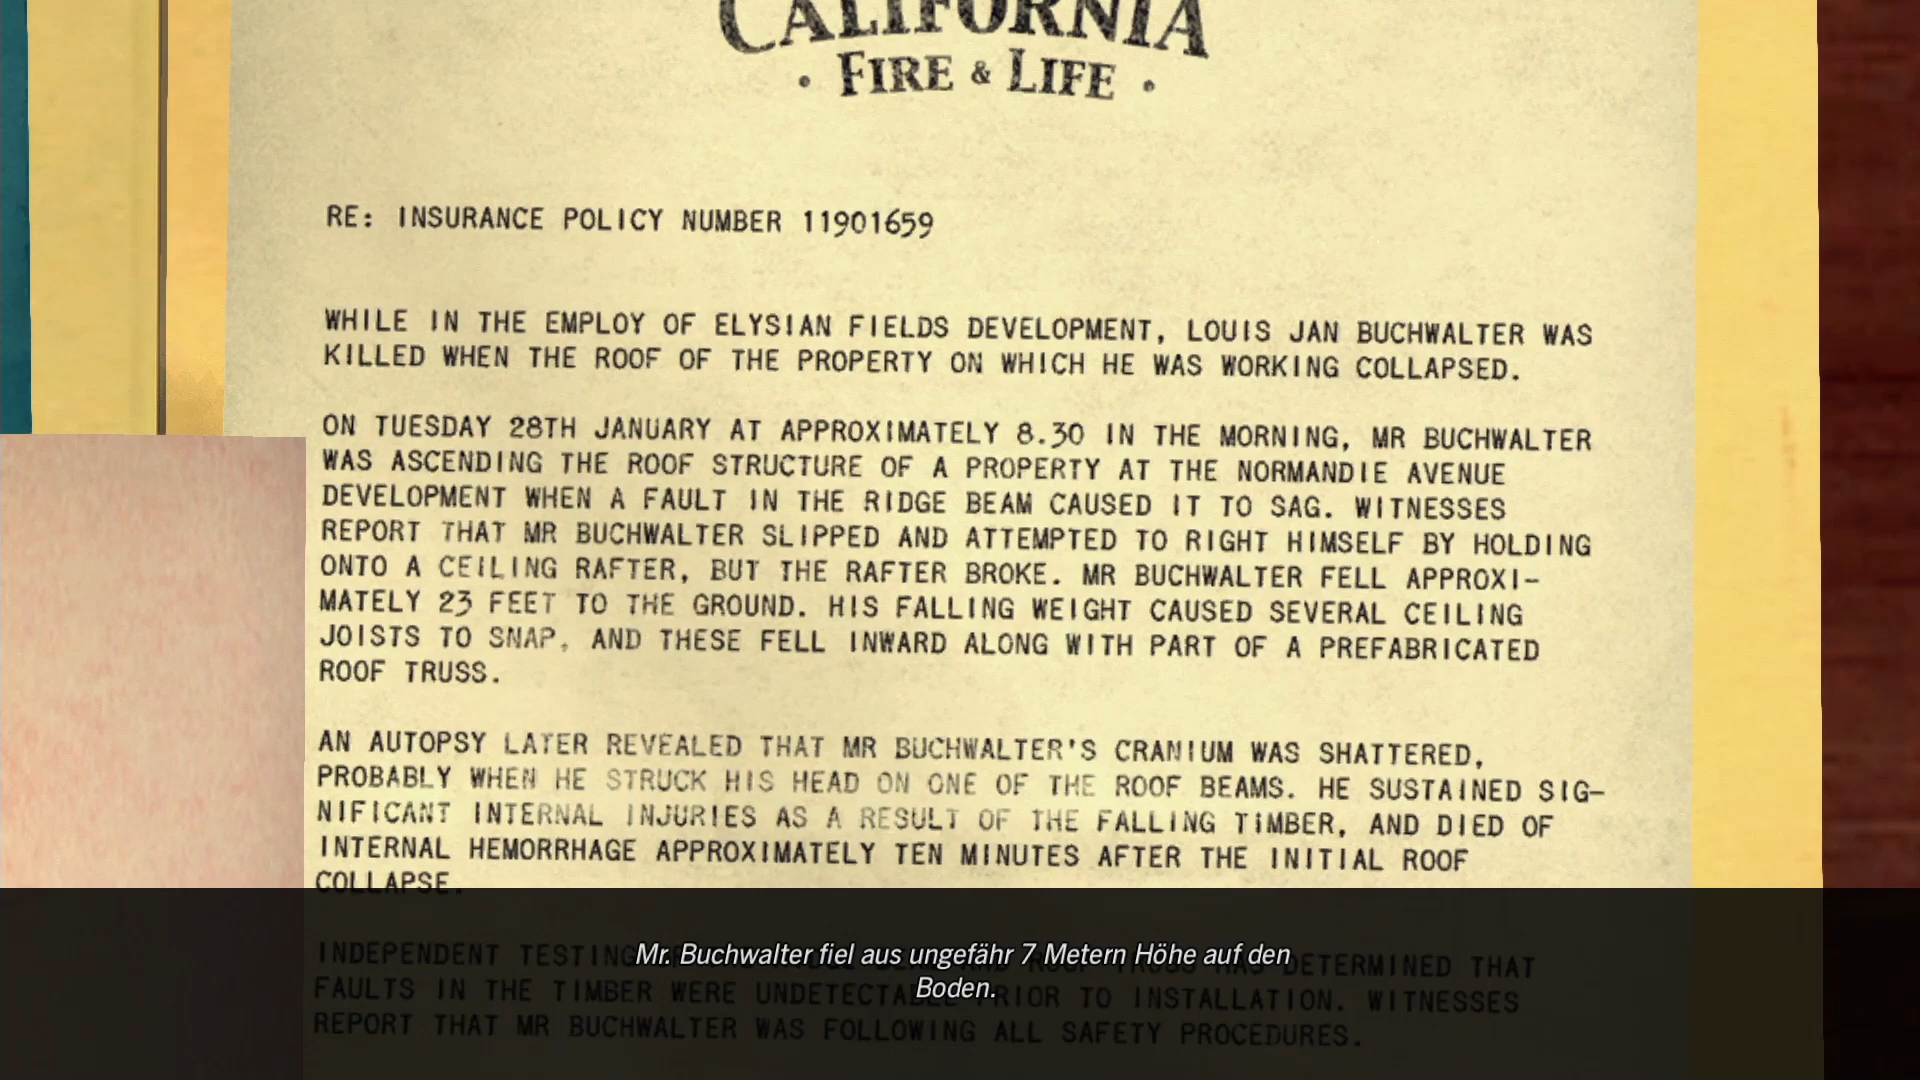 CALIFORNIA
• FIRE & LIFE •
RE: INSURANCE POLICY NUMBER 11901659
WHILE IN THE EMPLOY OF ELYSIAN FIELDS DEVELOPMENT, LOUIS JAN BUCHWALTER WAS
KILLED WHEN THE ROOF OF THE PROPERTY ON WHICH HE WAS WORKING COLLAPSED.
ON TUESDAY 28TH JANUARY AT APPROXIMATELY 8.30 IN THE MORNING, MR BUCHWALTER
WAS ASCENDING THE ROOF STRUCTURE OF A PROPERTY AT THE NORMANDIE AVENUE
DEVELOPMENT WHEN A FAULT IN THE RIDGE BEAM CAUSED IT TO SAG. WITNESSES
REPORT THAT MR BUCHWALTER SLIPPED AND ATTEMPTED TO RIGHT HIMSELF BY HOLDING
ONTO A CEILING RAFTER, BUT THE RAFTER BROKE. MR BUCHWALTER FELL APPROXI-
MATELY 23 FEET TO THE GROUND. HIS FALLING WEIGHT CAUSED SEVERAL CEILING
JOISTS TO SNAP, AND THESE FELL INWARD ALONG WITH PART OF A PREFABRICATED
ROOF TRUSS.
AN AUTOPSY LATER REVEALED THAT MR BUCHWALTER'S CRANIUM WAS SHATTERED,
PROBABLY WHEN HE STRUCK HIS HEAD ON ONE OF THE ROOF BEAMS. HE SUSTAINED SIG-
NIFICANT INTERNAL INJURIES AS A RESULT OF THE FALLING TIMBER, AND DIED OF
INTERNAL HEMORRHAGE APPROXIMATELY TEN MINUTES AFTER THE INITIAL ROOF
COLLAPSE.
INDEPENDENT TESTING DETERMINED THAT
FAULTS IN THE TIMBER WERE UNDETECTABLE PRIOR TO INSTALLATION. WITNESSES
REPORT THAT MR BUCHWALTER WAS FOLLOWING ALL SAFETY PROCEDURES.
Mr. Buchwalter fiel aus ungefähr 7 Metern Höhe auf den
Boden.